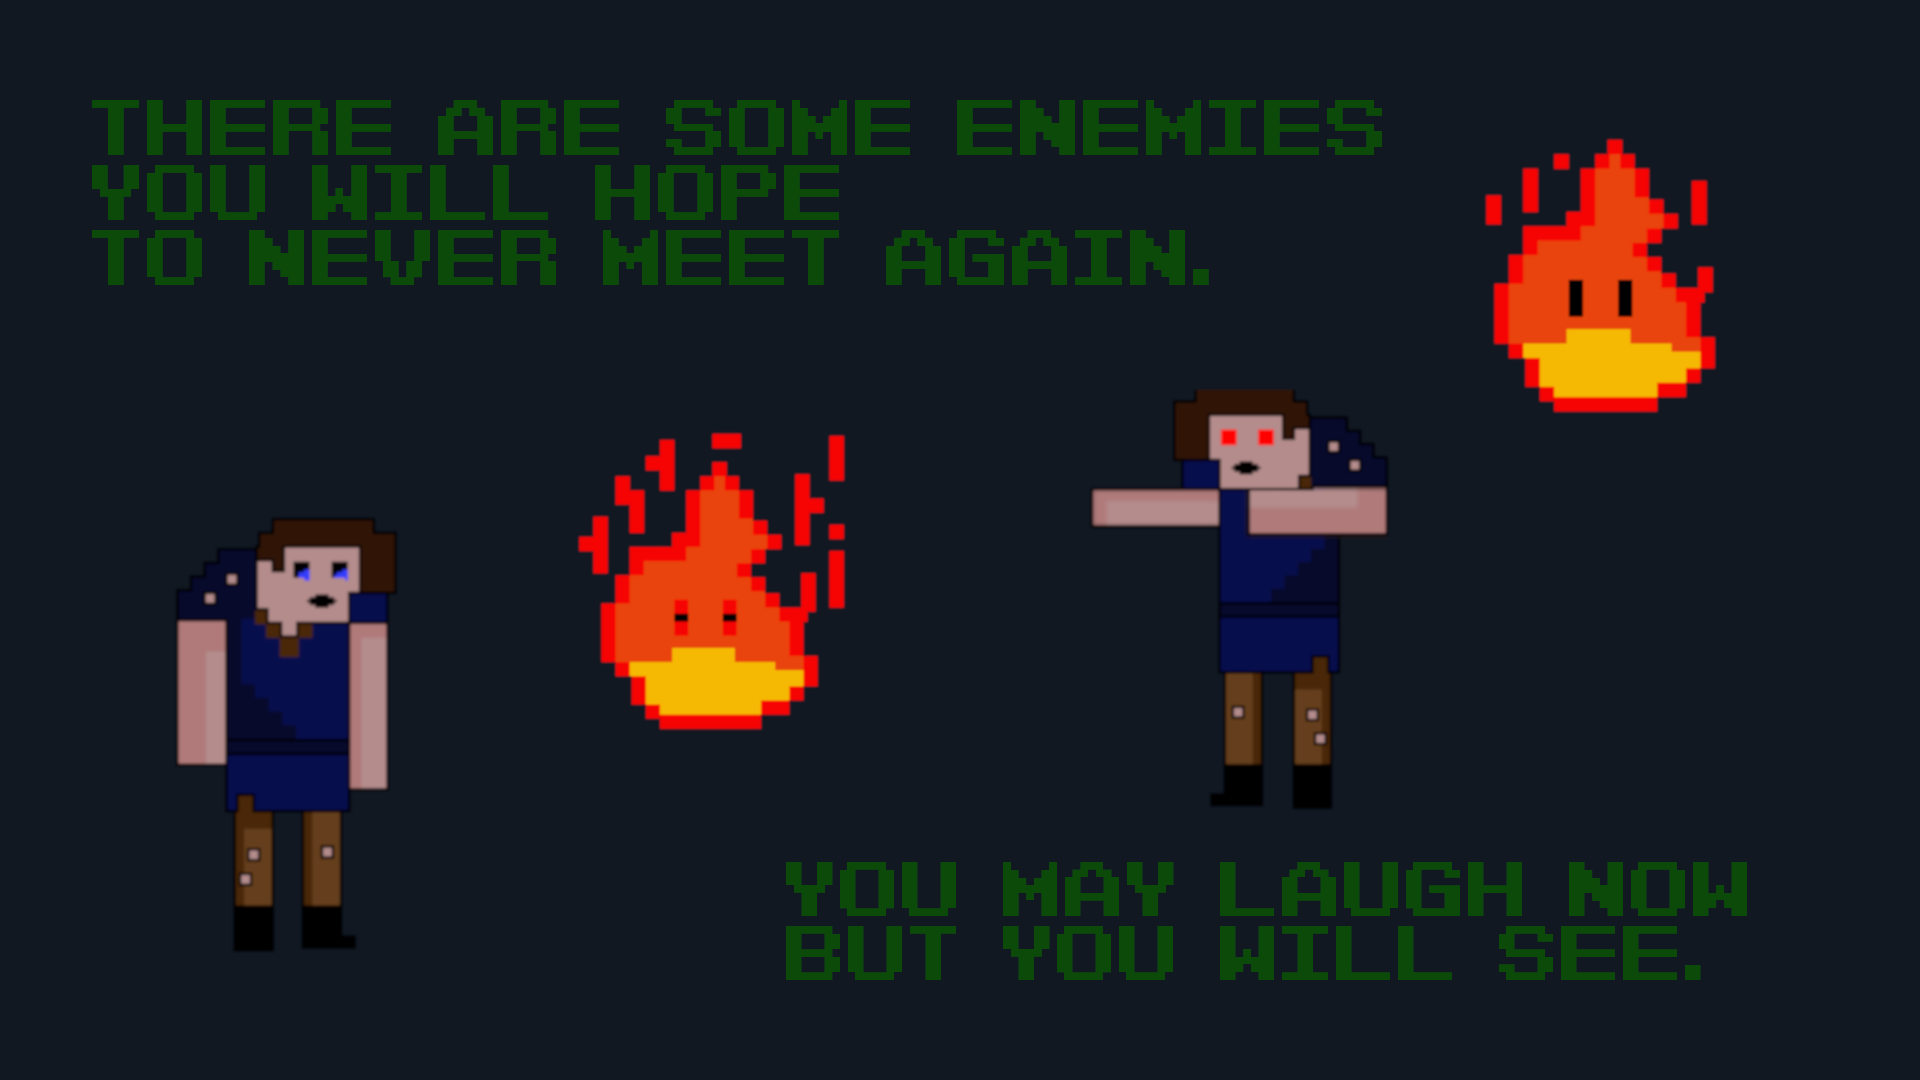 THERE ARE SOME ENEMIES
YOU WILL HOPE
TO NEVER MEET AGAIN.
YOU MAY LAUGH NOW
BUT YOU WILL SEE.